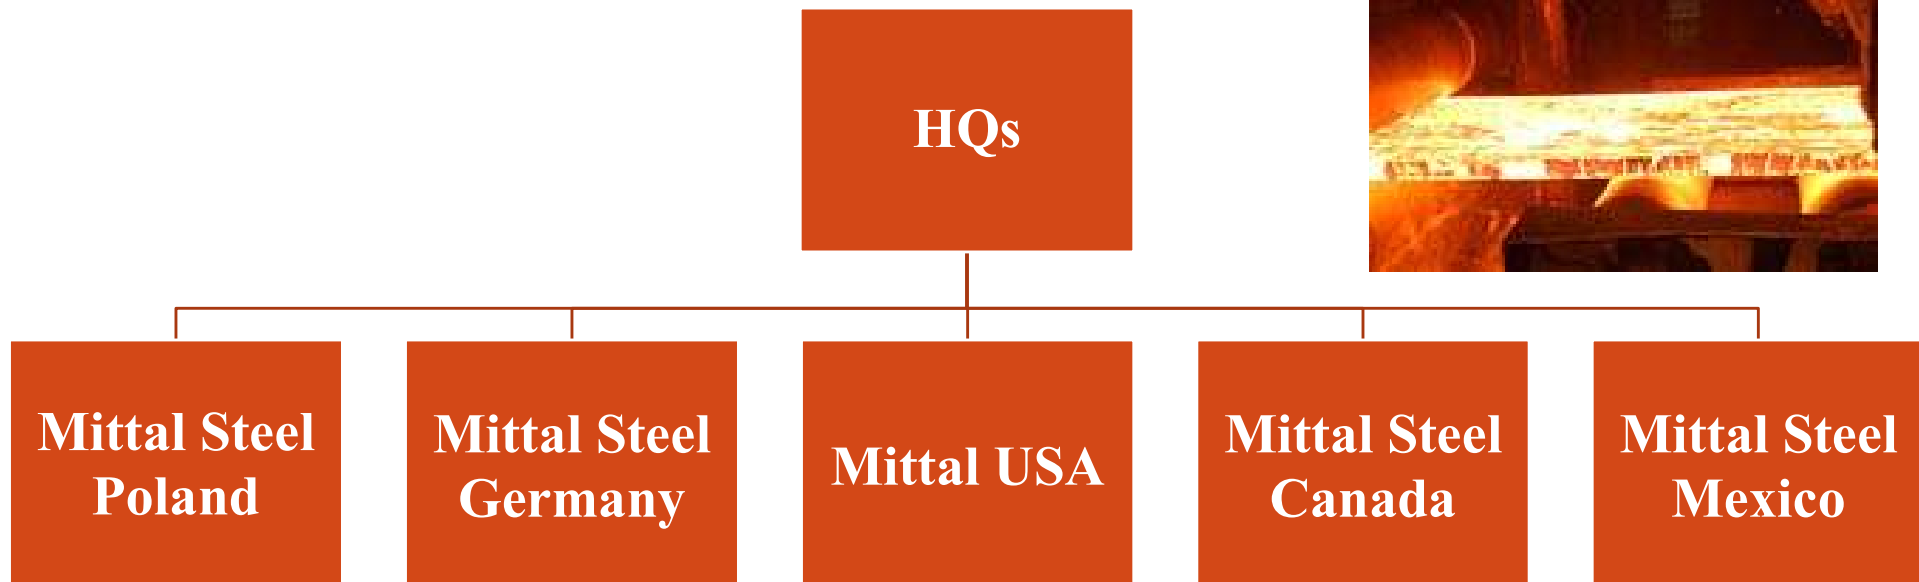 HQs
Mittal Steel
Poland
Mittal Steel
Germany
Mittal USA
Mittal Steel
Canada
Mittal Steel
Mexico